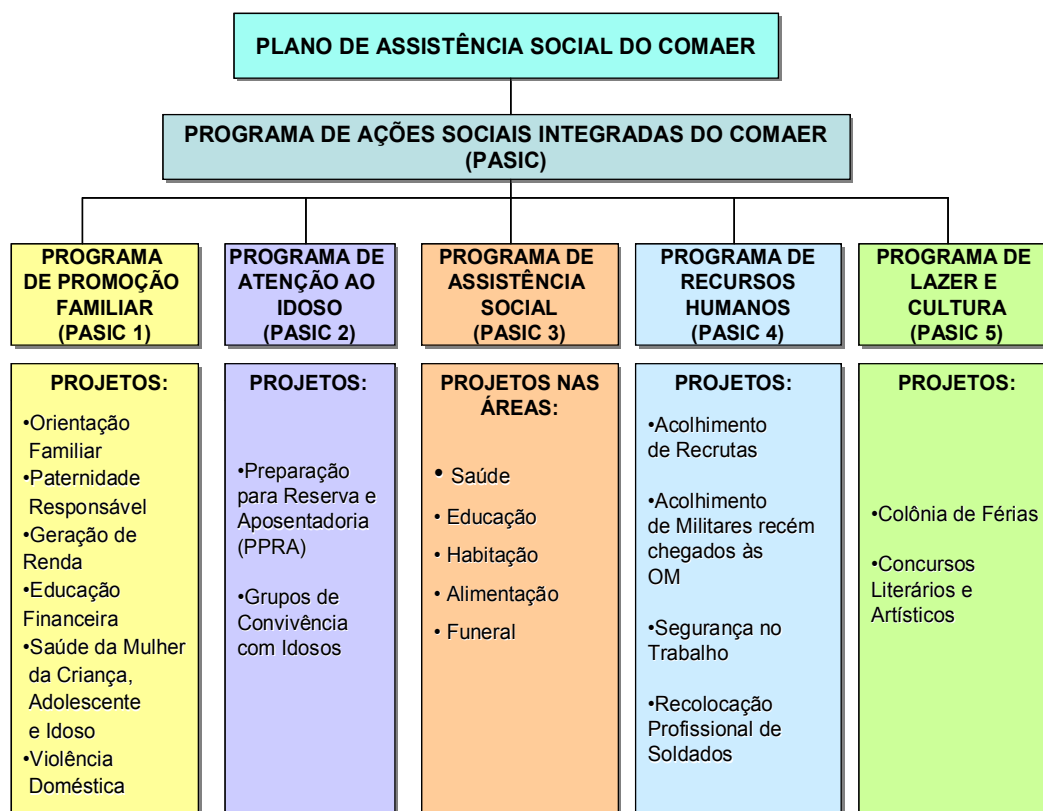 PLANO DE ASSISTÊNCIA SOCIAL DO COMAER
PROGRAMA DE AÇÕES SOCIAIS INTEGRADAS DO COMAER
(PASIC)
PROGRAMA
DE PROMOÇÃO
FAMILIAR
(PASIC 1)
PROJETOS:
•Orientação
Familiar
•Paternidade
Responsável
•Geração de
Renda
•Educação
Financeira
•Saúde da Mulher
da Criança,
Adolescente
e Idoso
•Violência
Doméstica
PROGRAMA DE
ATENÇÃO AO
IDOSO
(PASIC 2)
PROJETOS:
•Preparação
para Reserva e
Aposentadoria
(PPRA)
•Grupos de
Convivência
com Idosos
PROGRAMA DE
ASSISTÊNCIA
SOCIAL
(PASIC 3)
PROJETOS NAS
ÁREAS:
• Saúde
• Educação
• Habitação
• Alimentação
• Funeral
PROGRAMA DE
RECURSOS
HUMANOS
(PASIC 4)
PROJETOS:
•Acolhimento
de Recrutas
•Acolhimento
de Militares recém
chegados às
OM
•Segurança no
Trabalho
•Recolocação
Profissional de
Soldados
PROGRAMA DE
LAZER E
CULTURA
(PASIC 5)
PROJETOS:
•Colônia de Férias
•Concursos
Literários e
Artísticos